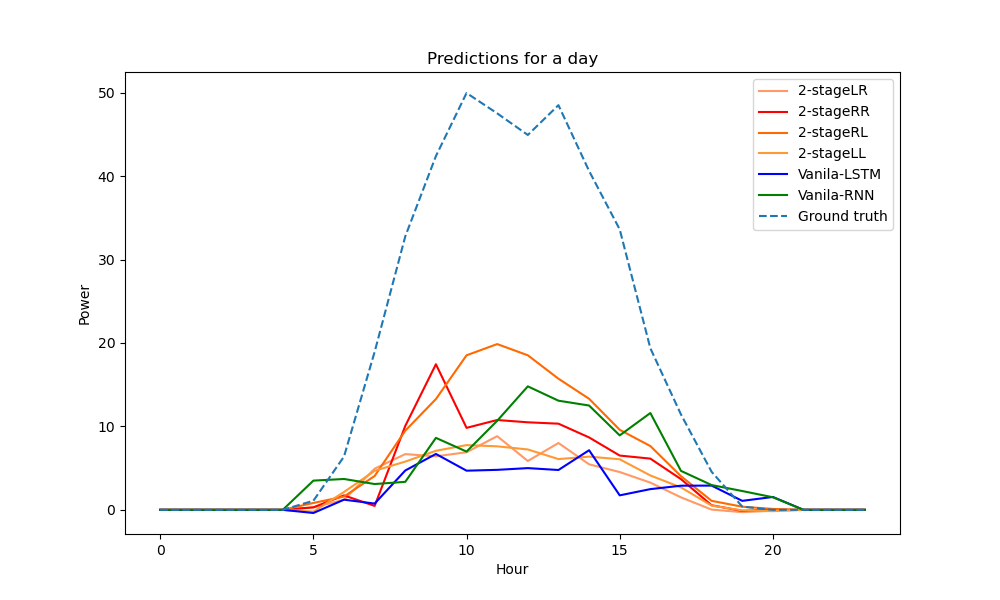 Predictions for a day
Power
50
40
30
20
10
0
2-stageLR
2-stageRR
2-stageRL
2-stageLL
Vanila-LSTM
Vanila-RNN
Ground truth
0 5 10 15 20
Hour